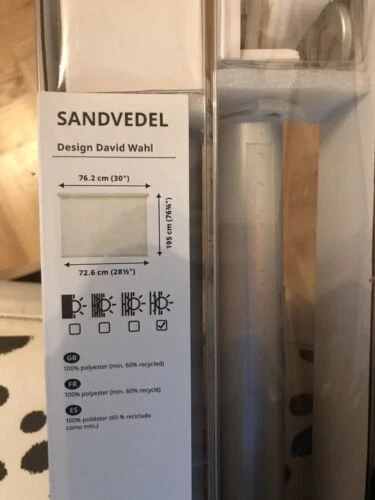 SANDVEDEL
Design David Wahl
76.2 cm (30")
195 cm (76¾")
72.6 cm (28½")
GB
100% polyester (min. 60% recycled)
FR
100% polyester (min. 60% recyclé)
ES
100% poliéster (60 % reciclado
como mín.)